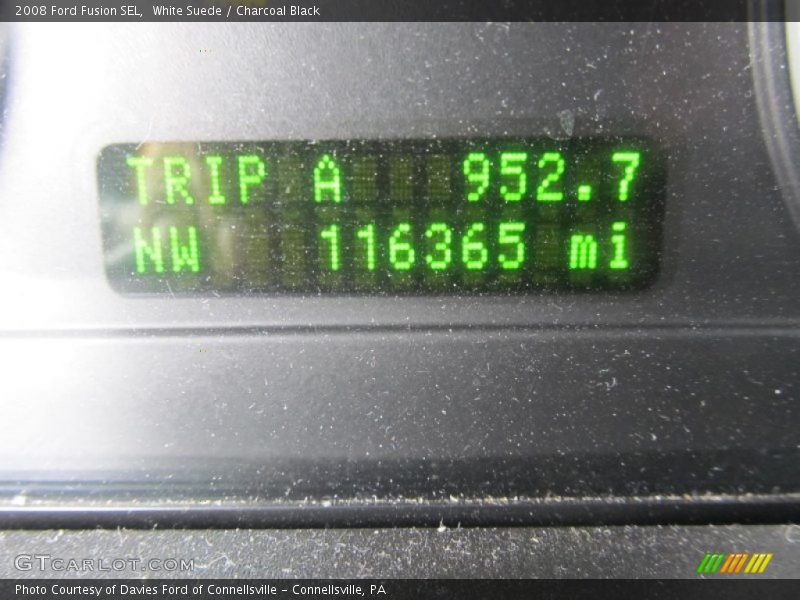 2008 Ford Fusion SEL, White Suede / Charcoal Black
TRIP A 952.7
NW 116365 mi
GTCARLOT.COM
Photo Courtesy of Davies Ford of Connellsville - Connellsville, PA